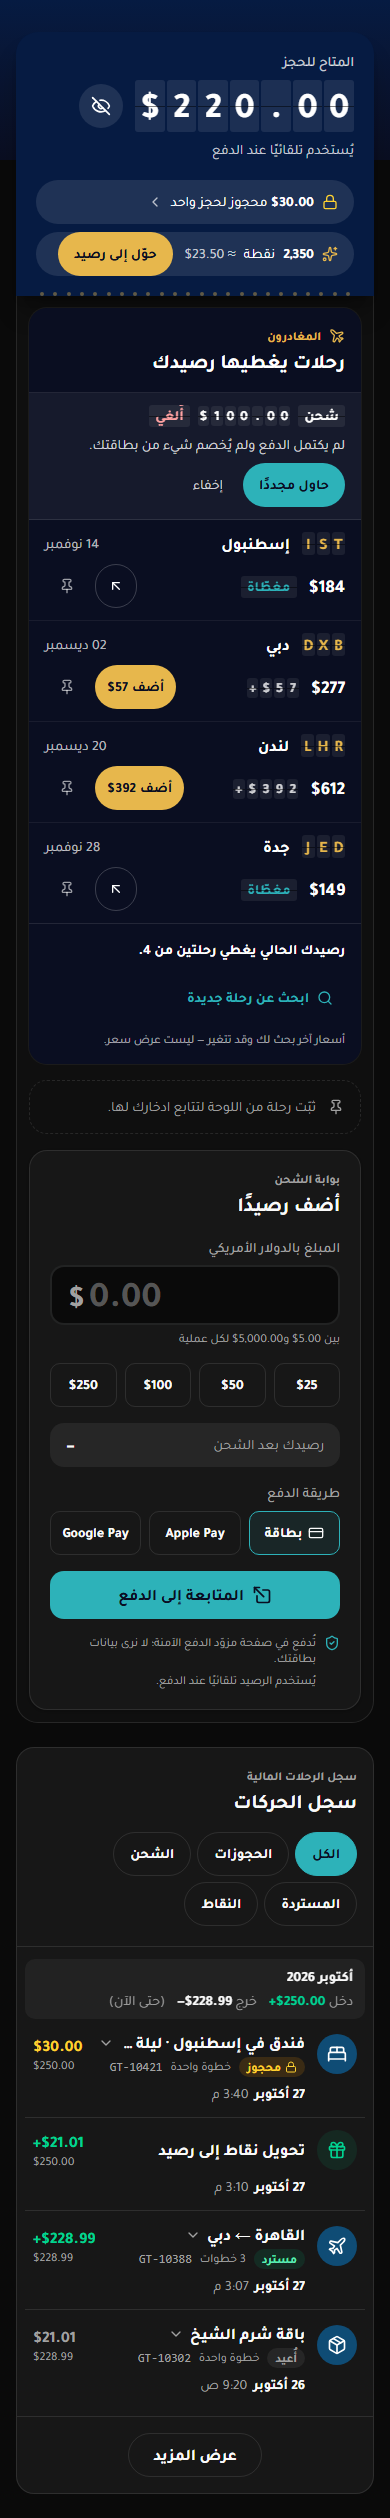 المتاح للحجز
$220.00
يُستخدم تلقائيًا عند الدفع
$30.00 محجوز لحجز واحد
2,350 نقطة ≈ $23.50 حوّل إلى رصيد
المغادرون
رحلات يغطيها رصيدك
شحن $100.00 ألغي
لم يكتمل الدفع ولم يُخصم شيء من بطاقتك.
حاول مجددًا إخفاء
IST إسطنبول 14 نوفمبر
$184 مغطّاة
DXB دبي 02 ديسمبر
$277 +$57 أضف $57
LHR لندن 20 ديسمبر
$612 +$392 أضف $392
JED جدة 28 نوفمبر
$149 مغطّاة
رصيدك الحالي يغطي رحلتين من 4.
ابحث عن رحلة جديدة
أسعار آخر بحث لك وقد تتغير – ليست عرض سعر.
ثبّت رحلة من اللوحة لتتابع ادخارك لها.
بوابة الشحن
أضف رصيدًا
المبلغ بالدولار الأمريكي
$ 0.00
بين $5.00 و$5,000.00 لكل عملية
$25 $50 $100 $250
رصيدك بعد الشحن –
طريقة الدفع
بطاقة Apple Pay Google Pay
المتابعة إلى الدفع
تُدفع في صفحة مزوّد الدفع الآمنة؛ لا نرى بيانات
بطاقتك.
يُستخدم الرصيد تلقائيًا عند الدفع.
سجل الرحلات المالية
سجل الحركات
الكل الحجوزات الشحن
المستردة النقاط
أكتوبر 2026
دخل +$250.00 خرج −$228.99 (حتى الآن)
فندق في إسطنبول · ليلة ... $30.00
محجوز خطوة واحدة GT-10421 $250.00
27 أكتوبر 3:40 م
تحويل نقاط إلى رصيد +$21.01
$250.00
27 أكتوبر 3:10 م
القاهرة ← دبي +$228.99
مسترد 3 خطوات GT-10388 $228.99
27 أكتوبر 3:07 م
باقة شرم الشيخ $21.01
أُعيد خطوة واحدة GT-10302 $228.99
26 أكتوبر 9:20 ص
عرض المزيد